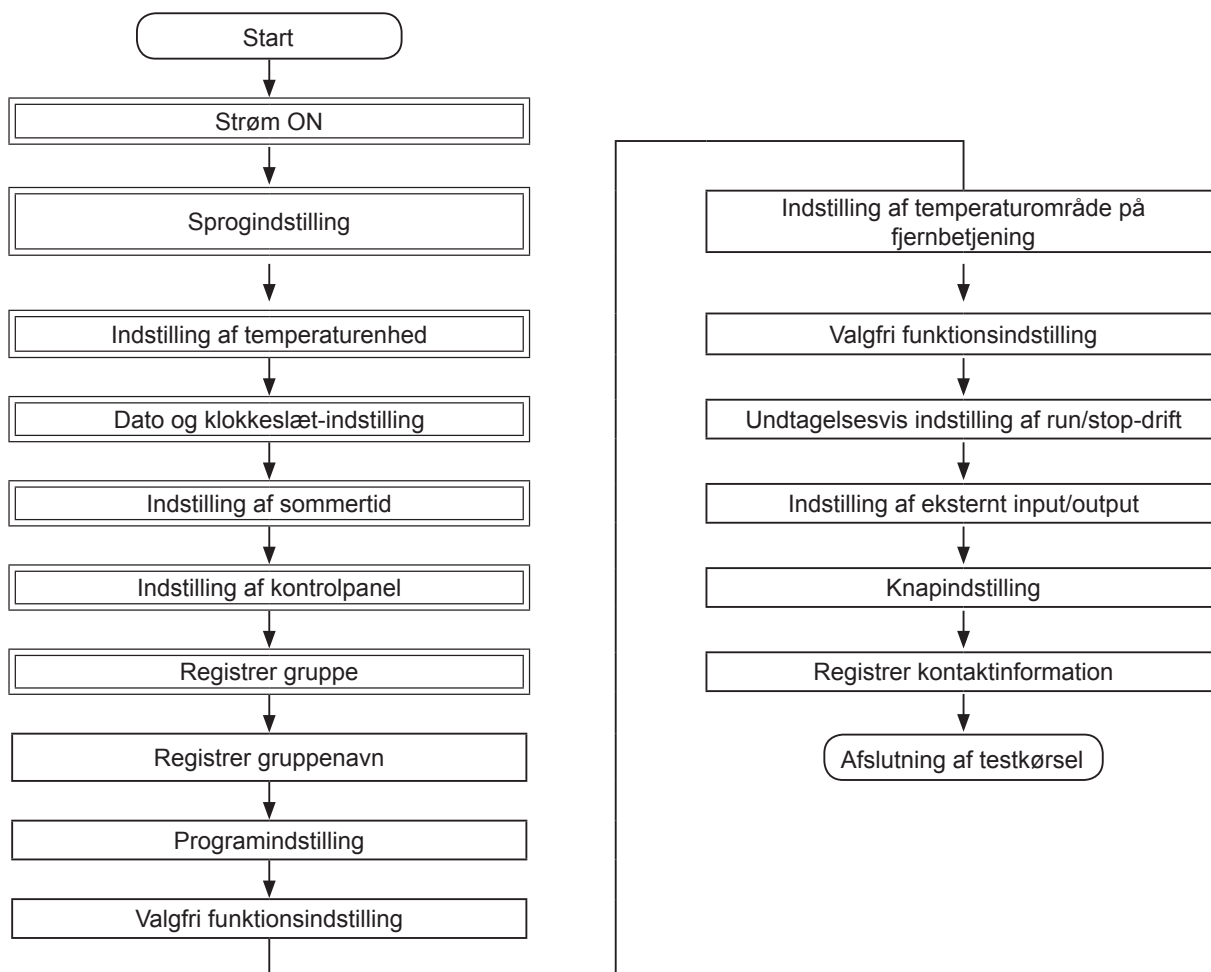 Start
Strøm ON
Sprogindstilling
Indstilling af temperaturenhed
Dato og klokkeslæt-indstilling
Indstilling af sommertid
Indstilling af kontrolpanel
Registrer gruppe
Registrer gruppenavn
Programindstilling
Valgfri funktionsindstilling
Indstilling af temperaturområde på
fjernbetjening
Valgfri funktionsindstilling
Undtagelsesvis indstilling af run/stop-drift
Indstilling af eksternt input/output
Knapindstilling
Registrer kontaktinformation
Afslutning af testkørsel